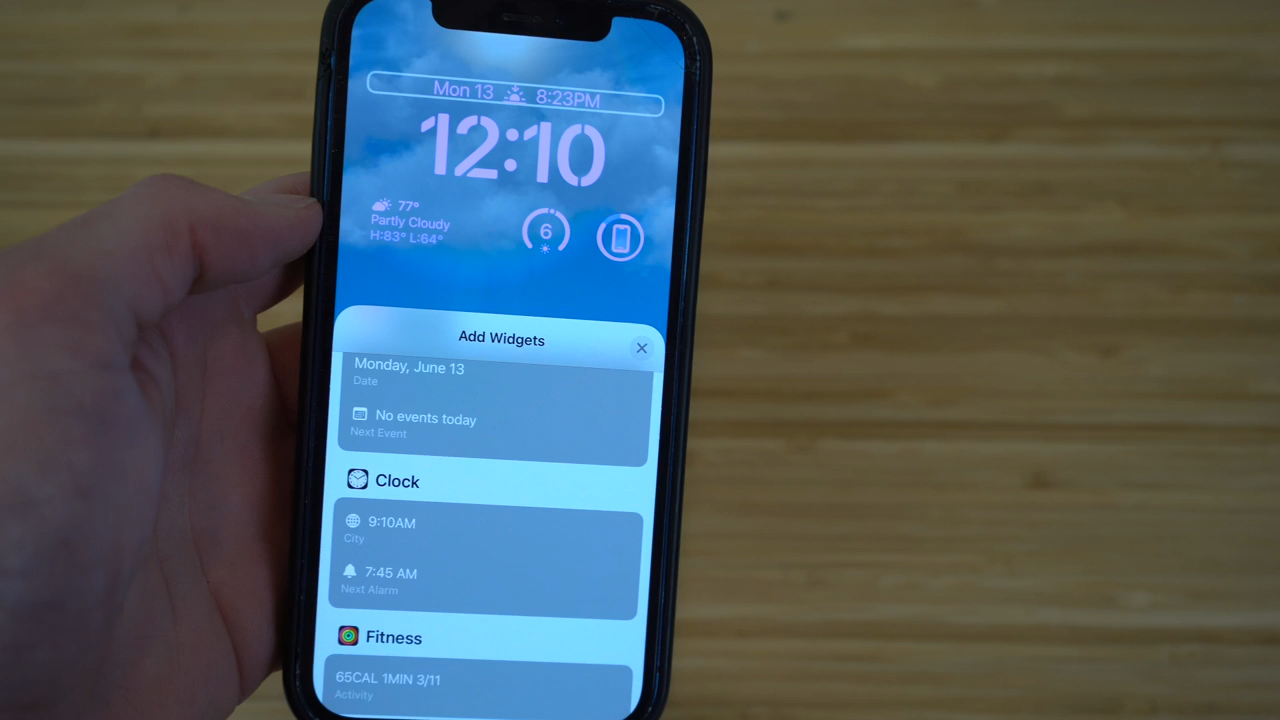 Mon 13 8:23PM
12:10
77°
Partly Cloudy
H:83° L:64°
6
Add Widgets
Monday, June 13
Date
No events today
Next Event
Clock
9:10AM
City
7:45 AM
Next Alarm
Fitness
65CAL 1MIN 3/11
Activity